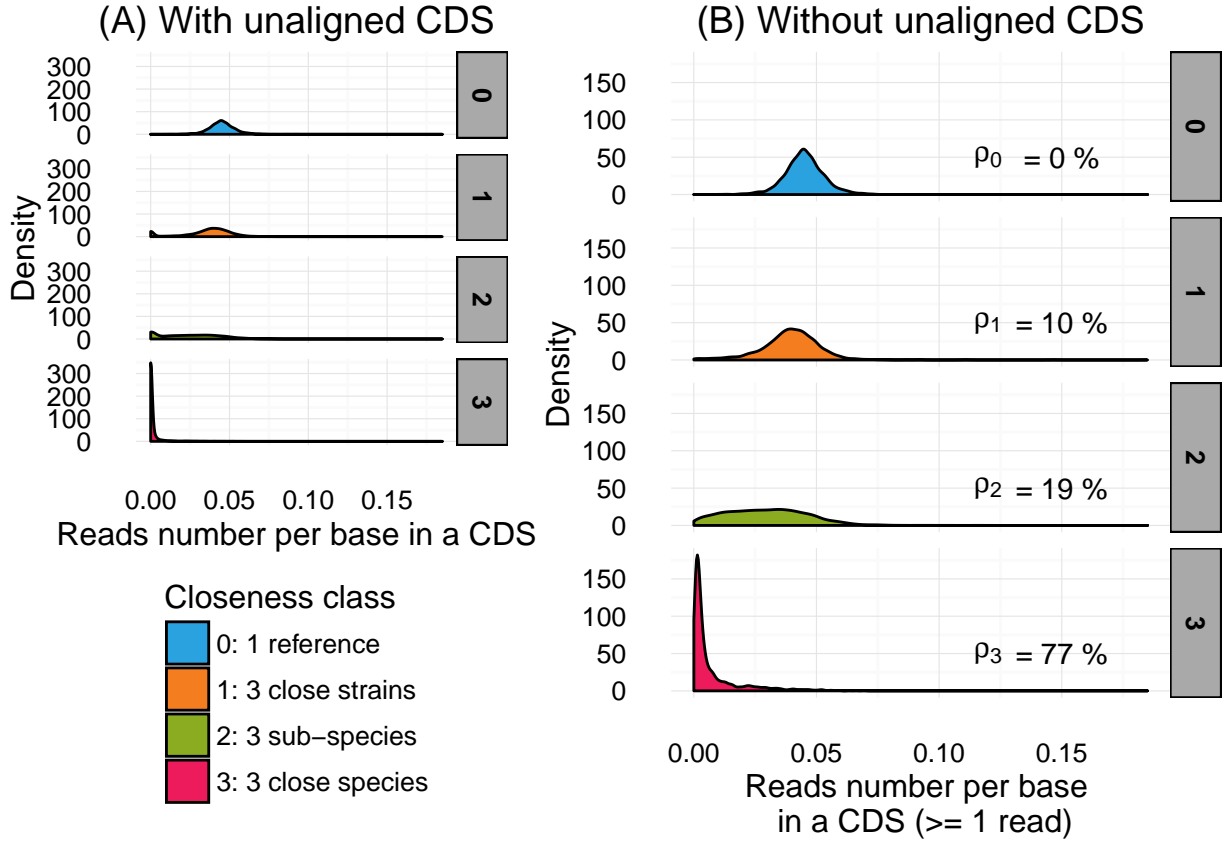 (A) With unaligned CDS
300
200
100
0
0
300
200
100
0
1
300
200
100
0
2
300
200
100
0
3
Density
0.00 0.05 0.10 0.15
Reads number per base in a CDS
Closeness class
0: 1 reference
1: 3 close strains
2: 3 sub−species
3: 3 close species
(B) Without unaligned CDS
150
100
50
0
ρ0 = 0 %
0
150
100
50
0
ρ1 = 10 %
1
150
100
50
0
ρ2 = 19 %
2
150
100
50
0
ρ3 = 77 %
3
Density
0.00 0.05 0.10 0.15
Reads number per base
in a CDS (>= 1 read)